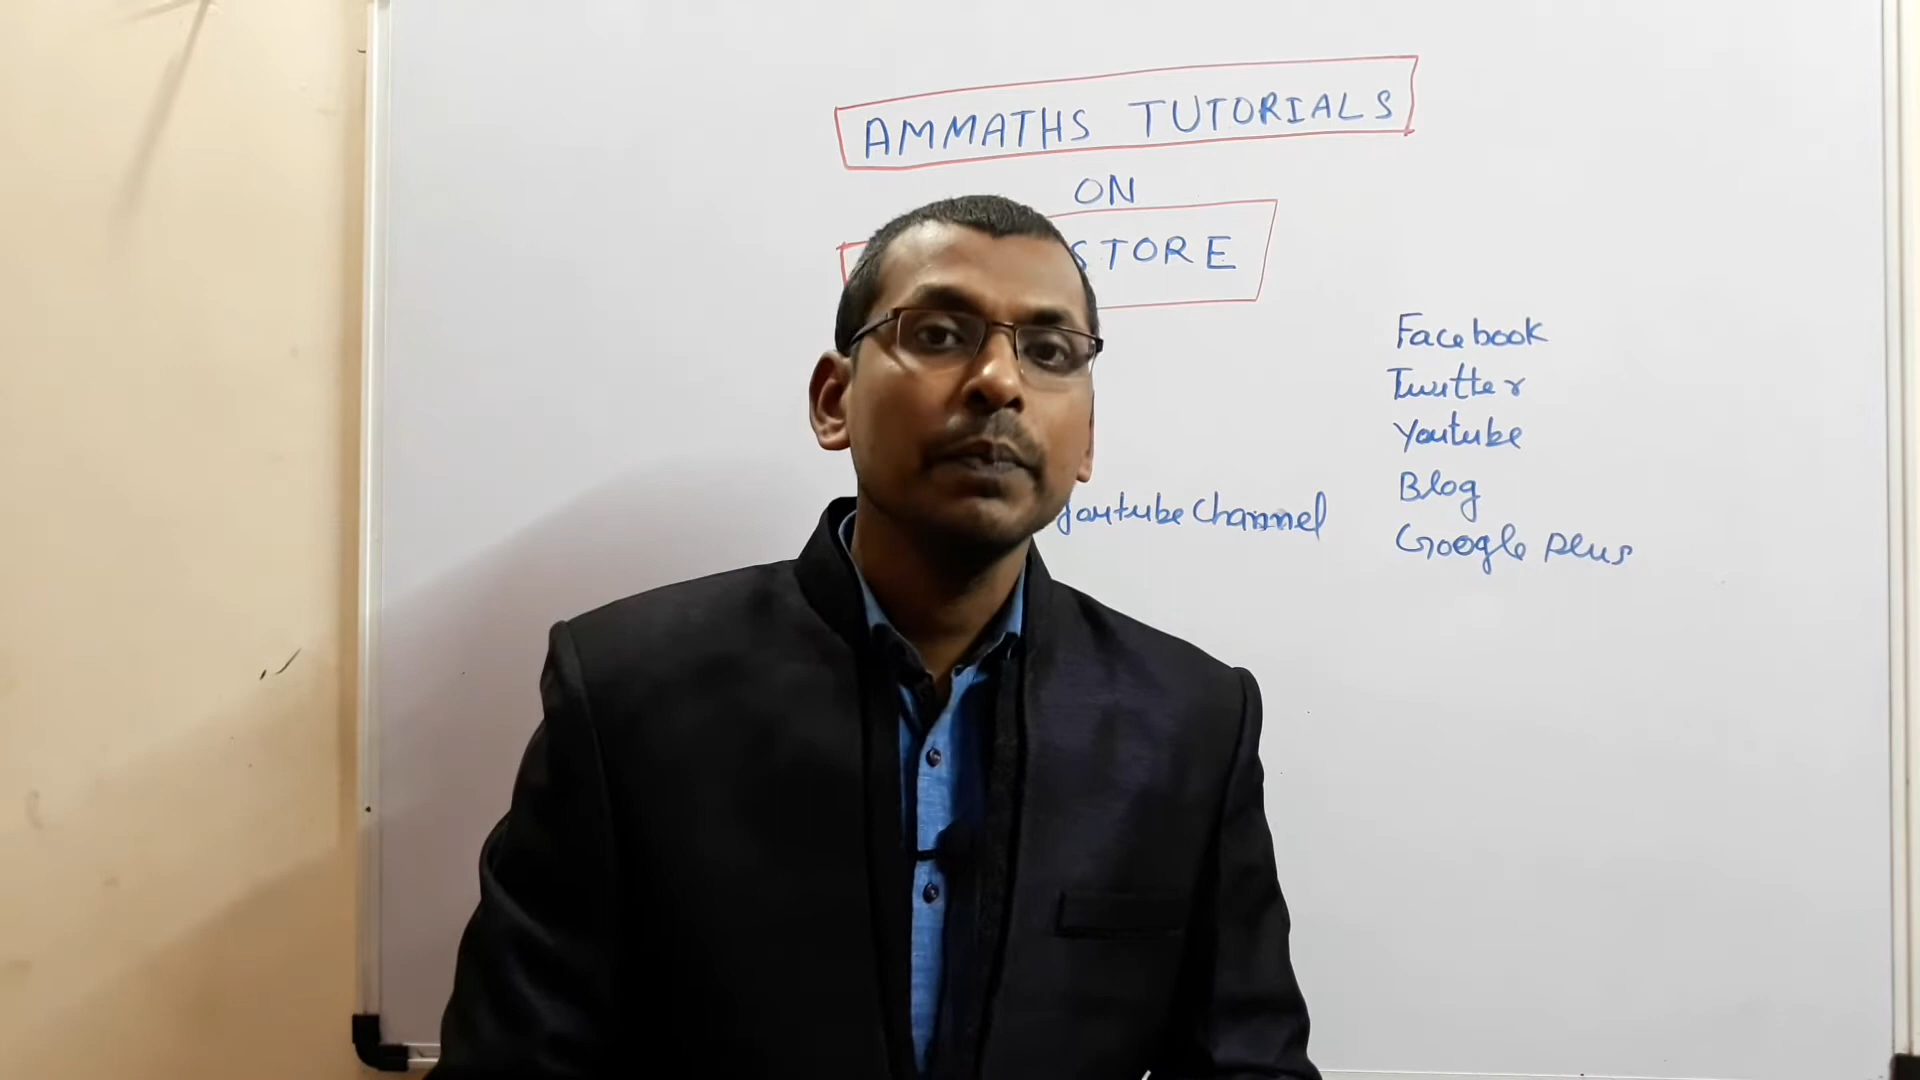 AMMATHS TUTORIALS
ON
STORE
Facebook
Twitter
Youtube
Blog
youtube Channel
Google plus